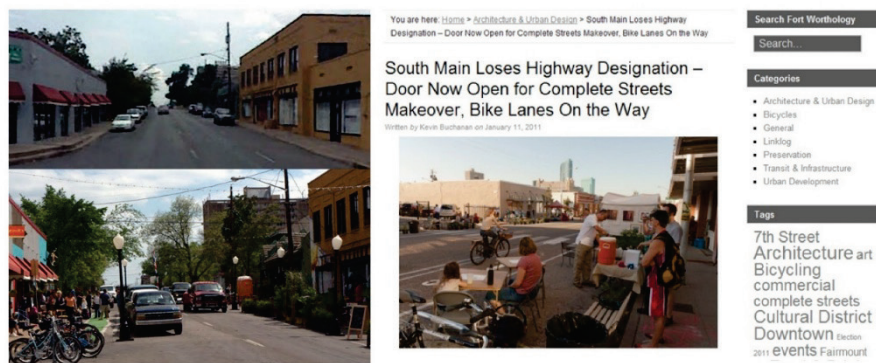 You are here: Home > Architecture & Urban Design > South Main Loses Highway
Designation – Door Now Open for Complete Streets Makeover, Bike Lanes On the Way
South Main Loses Highway Designation –
Door Now Open for Complete Streets
Makeover, Bike Lanes On the Way
Written by Kevin Buchanan on January 11, 2011
Search Fort Worthology
Search...
Categories
Architecture & Urban Design
Bicycles
General
Linklog
Preservation
Transit & Infrastructure
Urban Development
Tags
7th Street
Architecture art
Bicycling
commercial
complete streets
Cultural District
Downtown Election
2011 events Fairmount